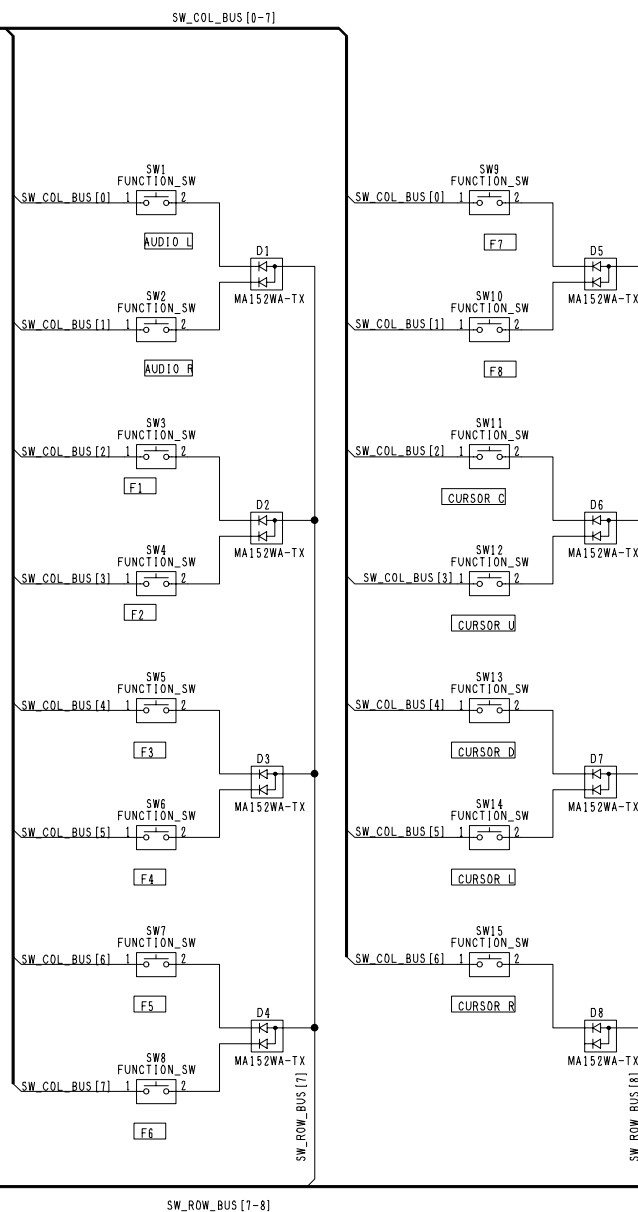 SW_COL_BUS[0-7]
SW1
FUNCTION_SW
SW_COL_BUS[0] 1 2
AUDIO L
D1
MA152WA-TX
SW2
FUNCTION_SW
SW_COL_BUS[1] 1 2
AUDIO R
SW3
FUNCTION_SW
SW_COL_BUS[2] 1 2
F1
D2
MA152WA-TX
SW4
FUNCTION_SW
SW_COL_BUS[3] 1 2
F2
SW5
FUNCTION_SW
SW_COL_BUS[4] 1 2
F3
D3
MA152WA-TX
SW6
FUNCTION_SW
SW_COL_BUS[5] 1 2
F4
SW7
FUNCTION_SW
SW_COL_BUS[6] 1 2
F5
D4
MA152WA-TX
SW8
FUNCTION_SW
SW_COL_BUS[7] 1 2
F6
SW_ROW_BUS[7]
SW9
FUNCTION_SW
SW_COL_BUS[0] 1 2
F7
D5
MA152WA-TX
SW10
FUNCTION_SW
SW_COL_BUS[1] 1 2
F8
SW11
FUNCTION_SW
SW_COL_BUS[2] 1 2
CURSOR C
D6
MA152WA-TX
SW12
FUNCTION_SW
SW_COL_BUS[3] 1 2
CURSOR U
SW13
FUNCTION_SW
SW_COL_BUS[4] 1 2
CURSOR D
D7
MA152WA-TX
SW14
FUNCTION_SW
SW_COL_BUS[5] 1 2
CURSOR L
SW15
FUNCTION_SW
SW_COL_BUS[6] 1 2
CURSOR R
D8
MA152WA-TX
SW_ROW_BUS[8]
SW_ROW_BUS[7-8]